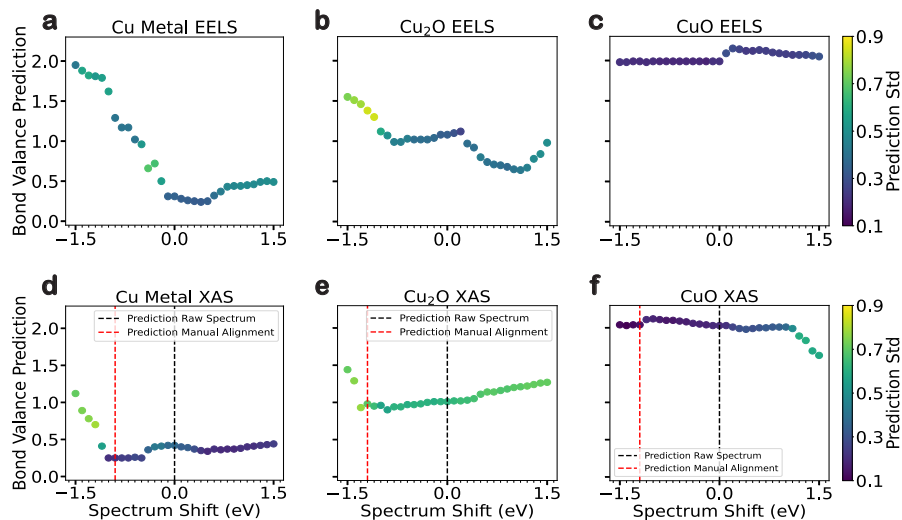 a
Cu Metal EELS
b
Cu₂O EELS
c
CuO EELS
Bond Valance Prediction
2.0
1.5
1.0
0.5
0.0
−1.5
0.0
1.5
−1.5
0.0
1.5
−1.5
0.0
1.5
0.9
0.7
0.5
0.3
0.1
Prediction Std
d
Cu Metal XAS
e
Cu₂O XAS
f
CuO XAS
Prediction Raw Spectrum
Prediction Manual Alignment
Prediction Raw Spectrum
Prediction Manual Alignment
Prediction Raw Spectrum
Prediction Manual Alignment
Bond Valance Prediction
2.0
1.5
1.0
0.5
0.0
−1.5
0.0
1.5
−1.5
0.0
1.5
−1.5
0.0
1.5
Spectrum Shift (eV)
Spectrum Shift (eV)
Spectrum Shift (eV)
0.9
0.7
0.5
0.3
0.1
Prediction Std